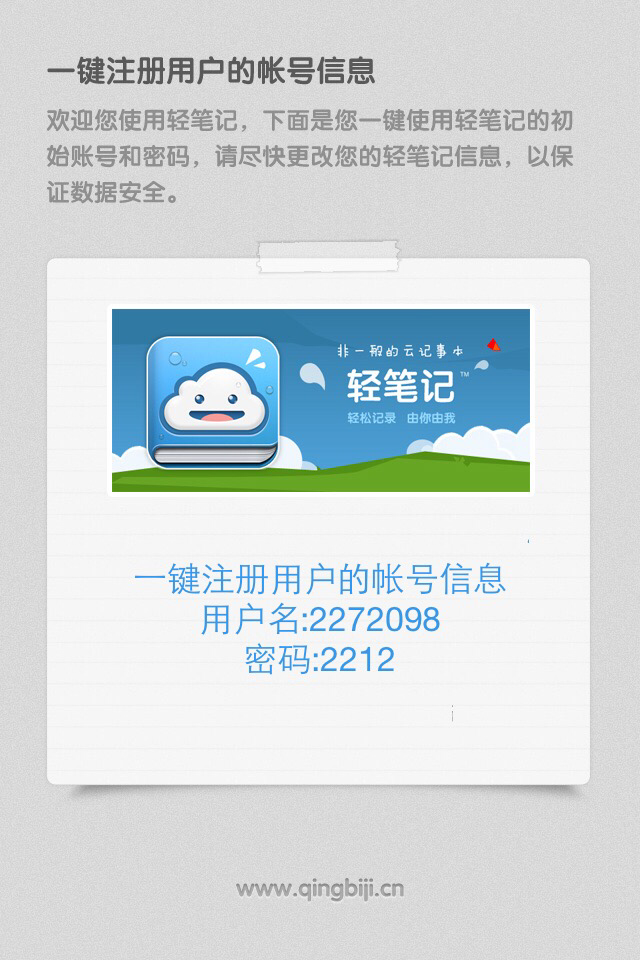 一键注册用户的帐号信息
欢迎您使用轻笔记，下面是您一键使用轻笔记的初
始账号和密码，请尽快更改您的轻笔记信息，以保
证数据安全。
非一般的云记事本
轻笔记™
轻松记录 由你由我
一键注册用户的帐号信息
用户名:2272098
密码:2212
www.qingbiji.cn